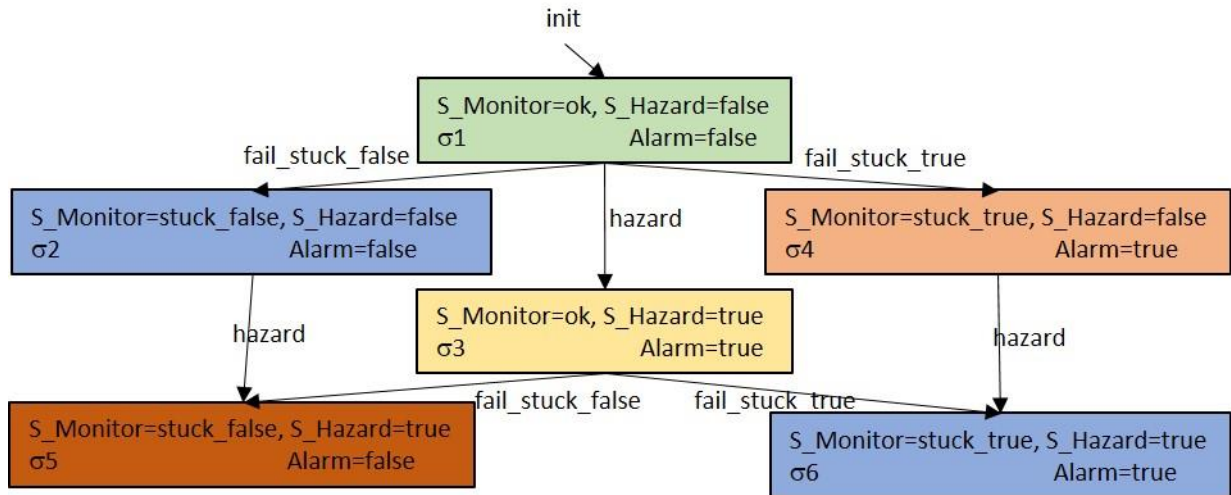 init
S_Monitor=ok, S_Hazard=false
σ1 Alarm=false
fail_stuck_false
fail_stuck_true
S_Monitor=stuck_false, S_Hazard=false
σ2 Alarm=false
hazard
S_Monitor=stuck_true, S_Hazard=false
σ4 Alarm=true
hazard
S_Monitor=ok, S_Hazard=true
σ3 Alarm=true
hazard
fail_stuck_false
fail_stuck_true
S_Monitor=stuck_false, S_Hazard=true
σ5 Alarm=false
S_Monitor=stuck_true, S_Hazard=true
σ6 Alarm=true